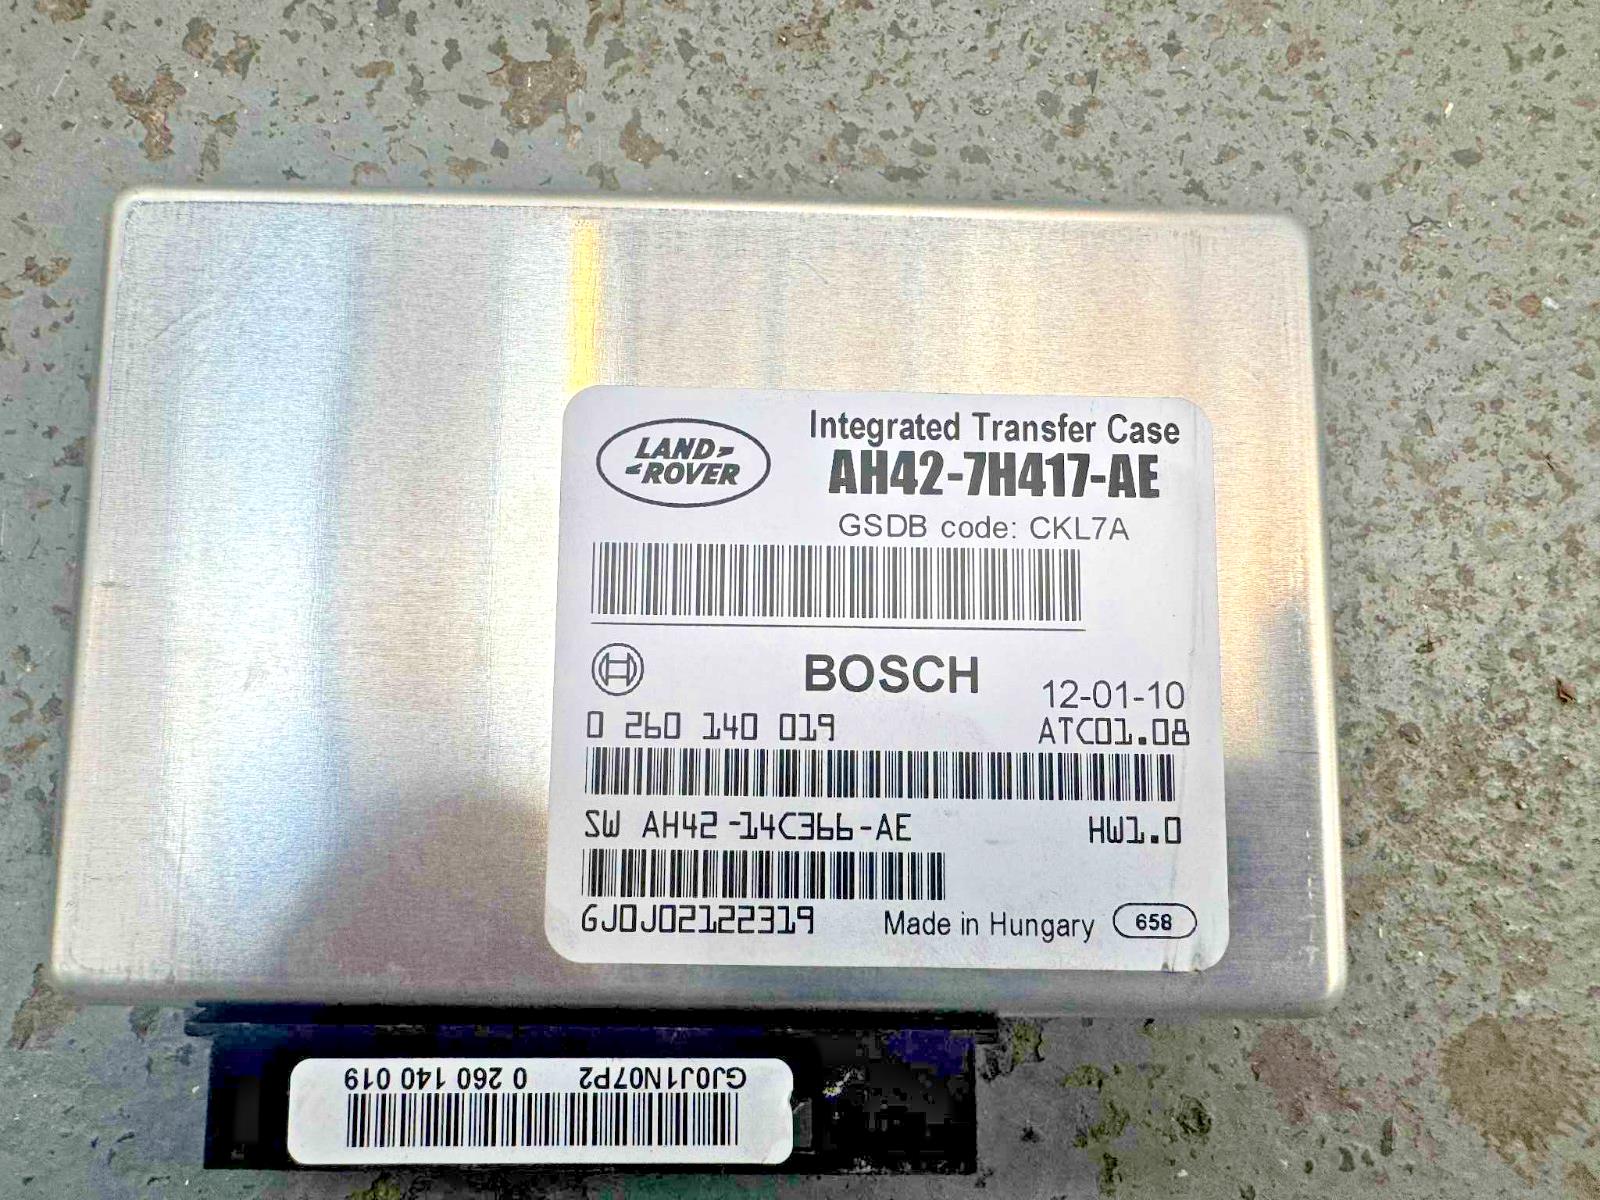 LAND
ROVER
Integrated Transfer Case
AH42-7H417-AE
GSDB code: CKL7A
BOSCH
12-01-10
0 260 140 019
ATC01.08
SW AH42-14C366-AE
HW1.0
GJ0J02122319
Made in Hungary
658
GJ0J1N07P2 0 260 140 019